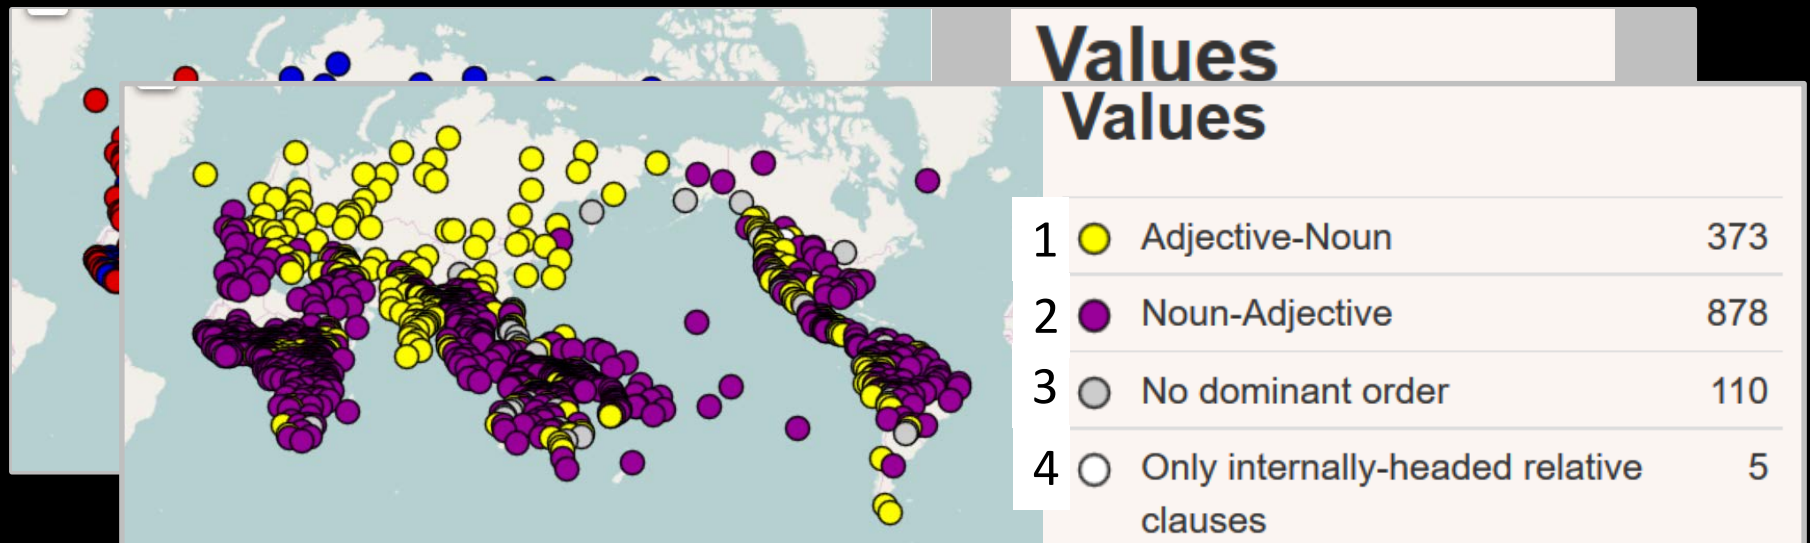 Values
Values
1 Adjective-Noun 373
2 Noun-Adjective 878
3 No dominant order 110
4 Only internally-headed relative 5
clauses